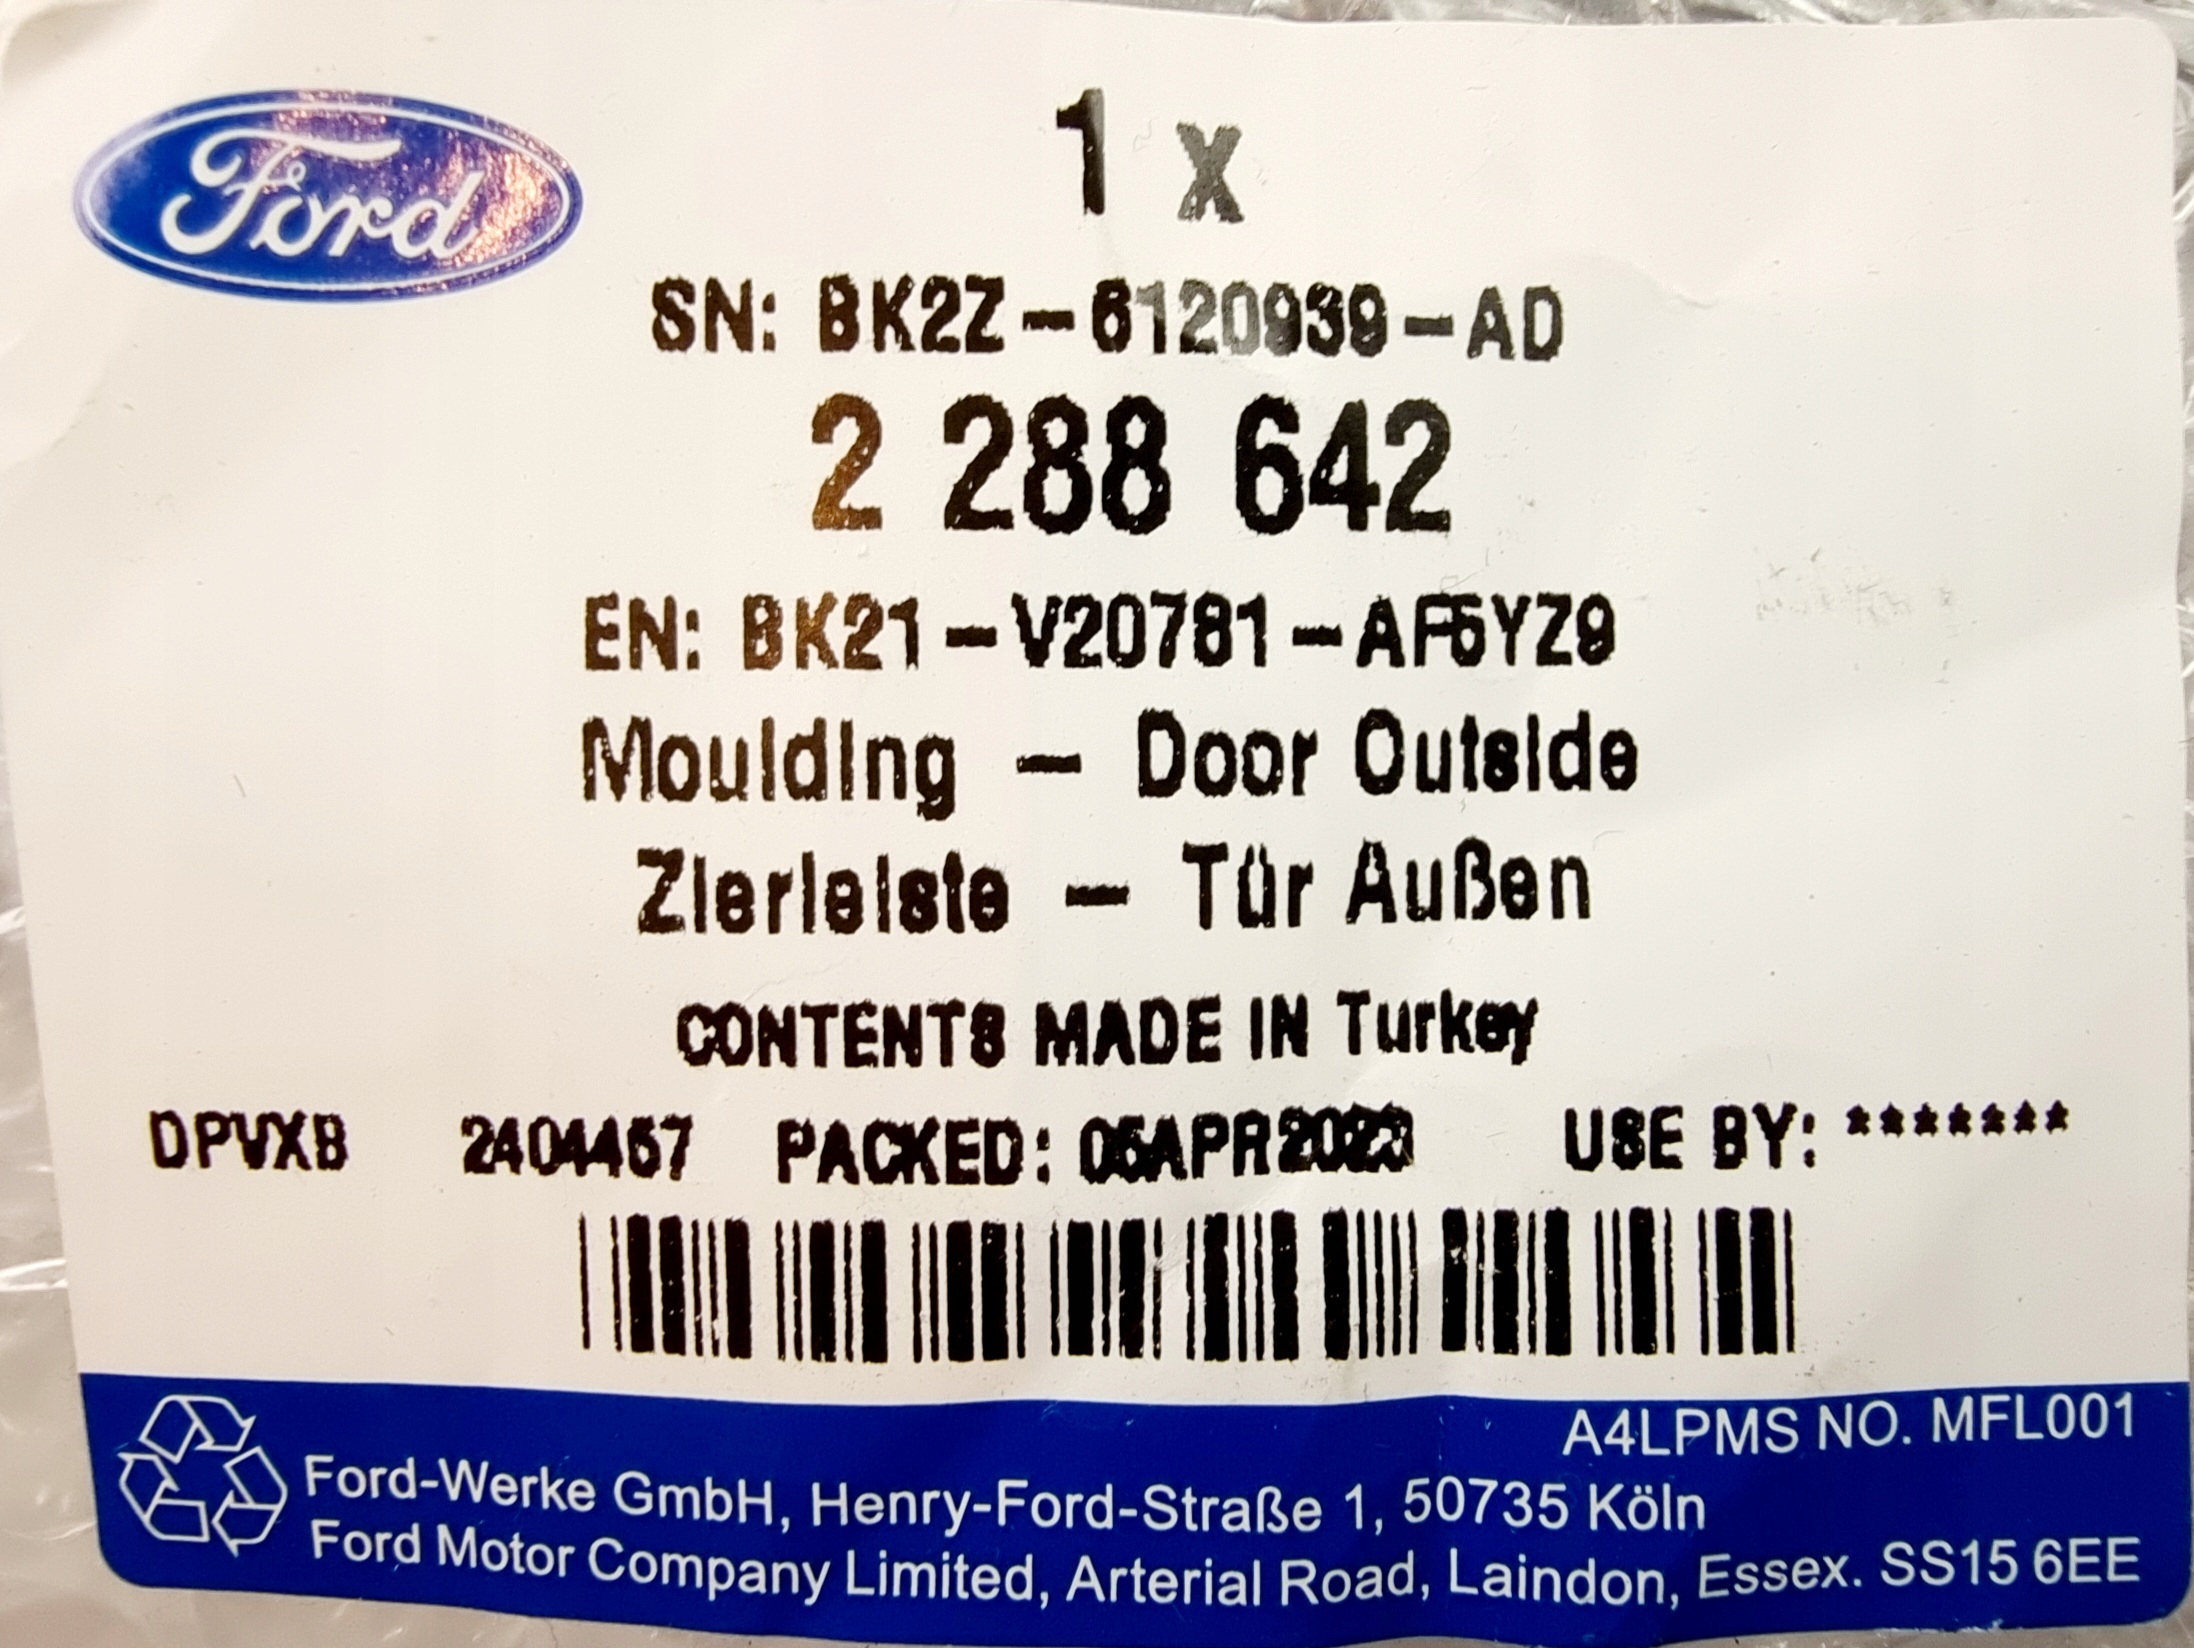 Ford
1 x
SN: BK2Z-6120939-AD
2 288 642
EN: BK21-V20781-AF5YZ9
Moulding - Door Outside
Zierleiste - Tür Außen
CONTENTS MADE IN Turkey
DPVXB 2404467 PACKED: 05APR2023 USE BY: *******
A4LPMS NO. MFL001
Ford-Werke GmbH, Henry-Ford-Straße 1, 50735 Köln
Ford Motor Company Limited, Arterial Road, Laindon, Essex. SS15 6EE